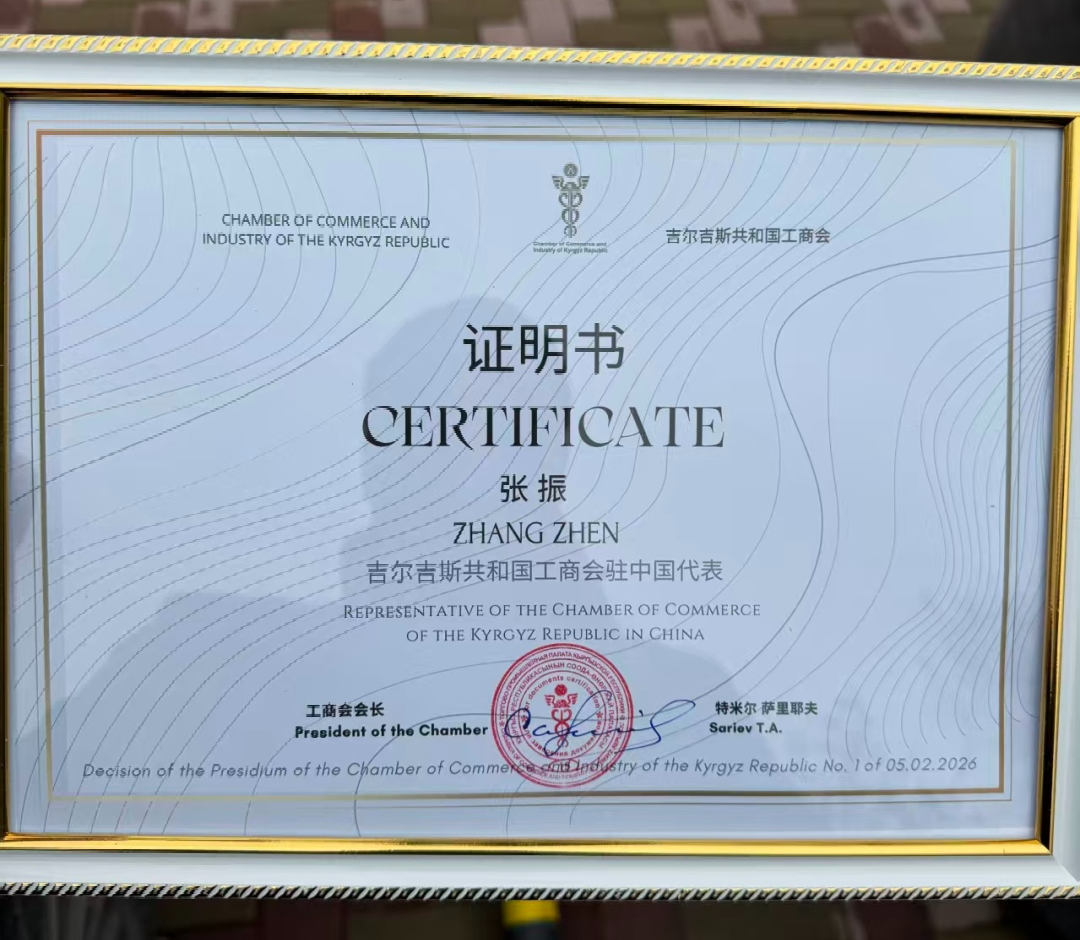 CHAMBER OF COMMERCE AND
INDUSTRY OF THE KYRGYZ REPUBLIC
Chamber of Commerce and
Industry of Kyrgyz Republic
吉尔吉斯共和国工商会
证明书
CERTIFICATE
张 振
ZHANG ZHEN
吉尔吉斯共和国工商会驻中国代表
REPRESENTATIVE OF THE CHAMBER OF COMMERCE
OF THE KYRGYZ REPUBLIC IN CHINA
工商会会长
President of the Chamber
documents certification
特米尔 萨里耶夫
Sariev T.A.
Decision of the Presidium of the Chamber of Commerce and Industry of the Kyrgyz Republic No. 1 of 05.02.2026